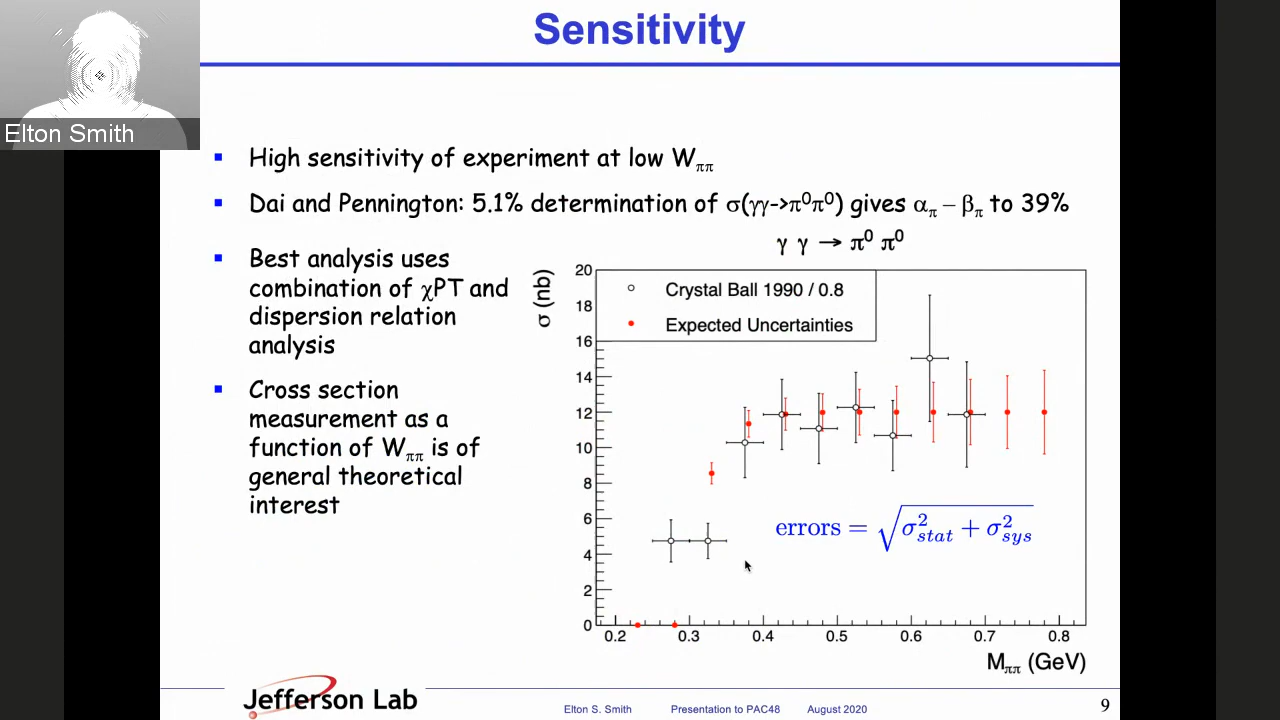 Sensitivity
Elton Smith
▪ High sensitivity of experiment at low Wππ
▪ Dai and Pennington: 5.1% determination of σ(γγ->π⁰π⁰) gives απ – βπ to 39%
▪ Best analysis uses
combination of χPT and
dispersion relation
analysis
▪ Cross section
measurement as a
function of Wππ is of
general theoretical
interest
γ γ → π⁰ π⁰
σ (nb)
20
18
16
14
12
10
8
6
4
2
0
Crystal Ball 1990 / 0.8
Expected Uncertainties
errors = √(σ²stat + σ²sys)
0.2 0.3 0.4 0.5 0.6 0.7 0.8
Mππ (GeV)
Jefferson Lab
Elton S. Smith Presentation to PAC48 August 2020
9